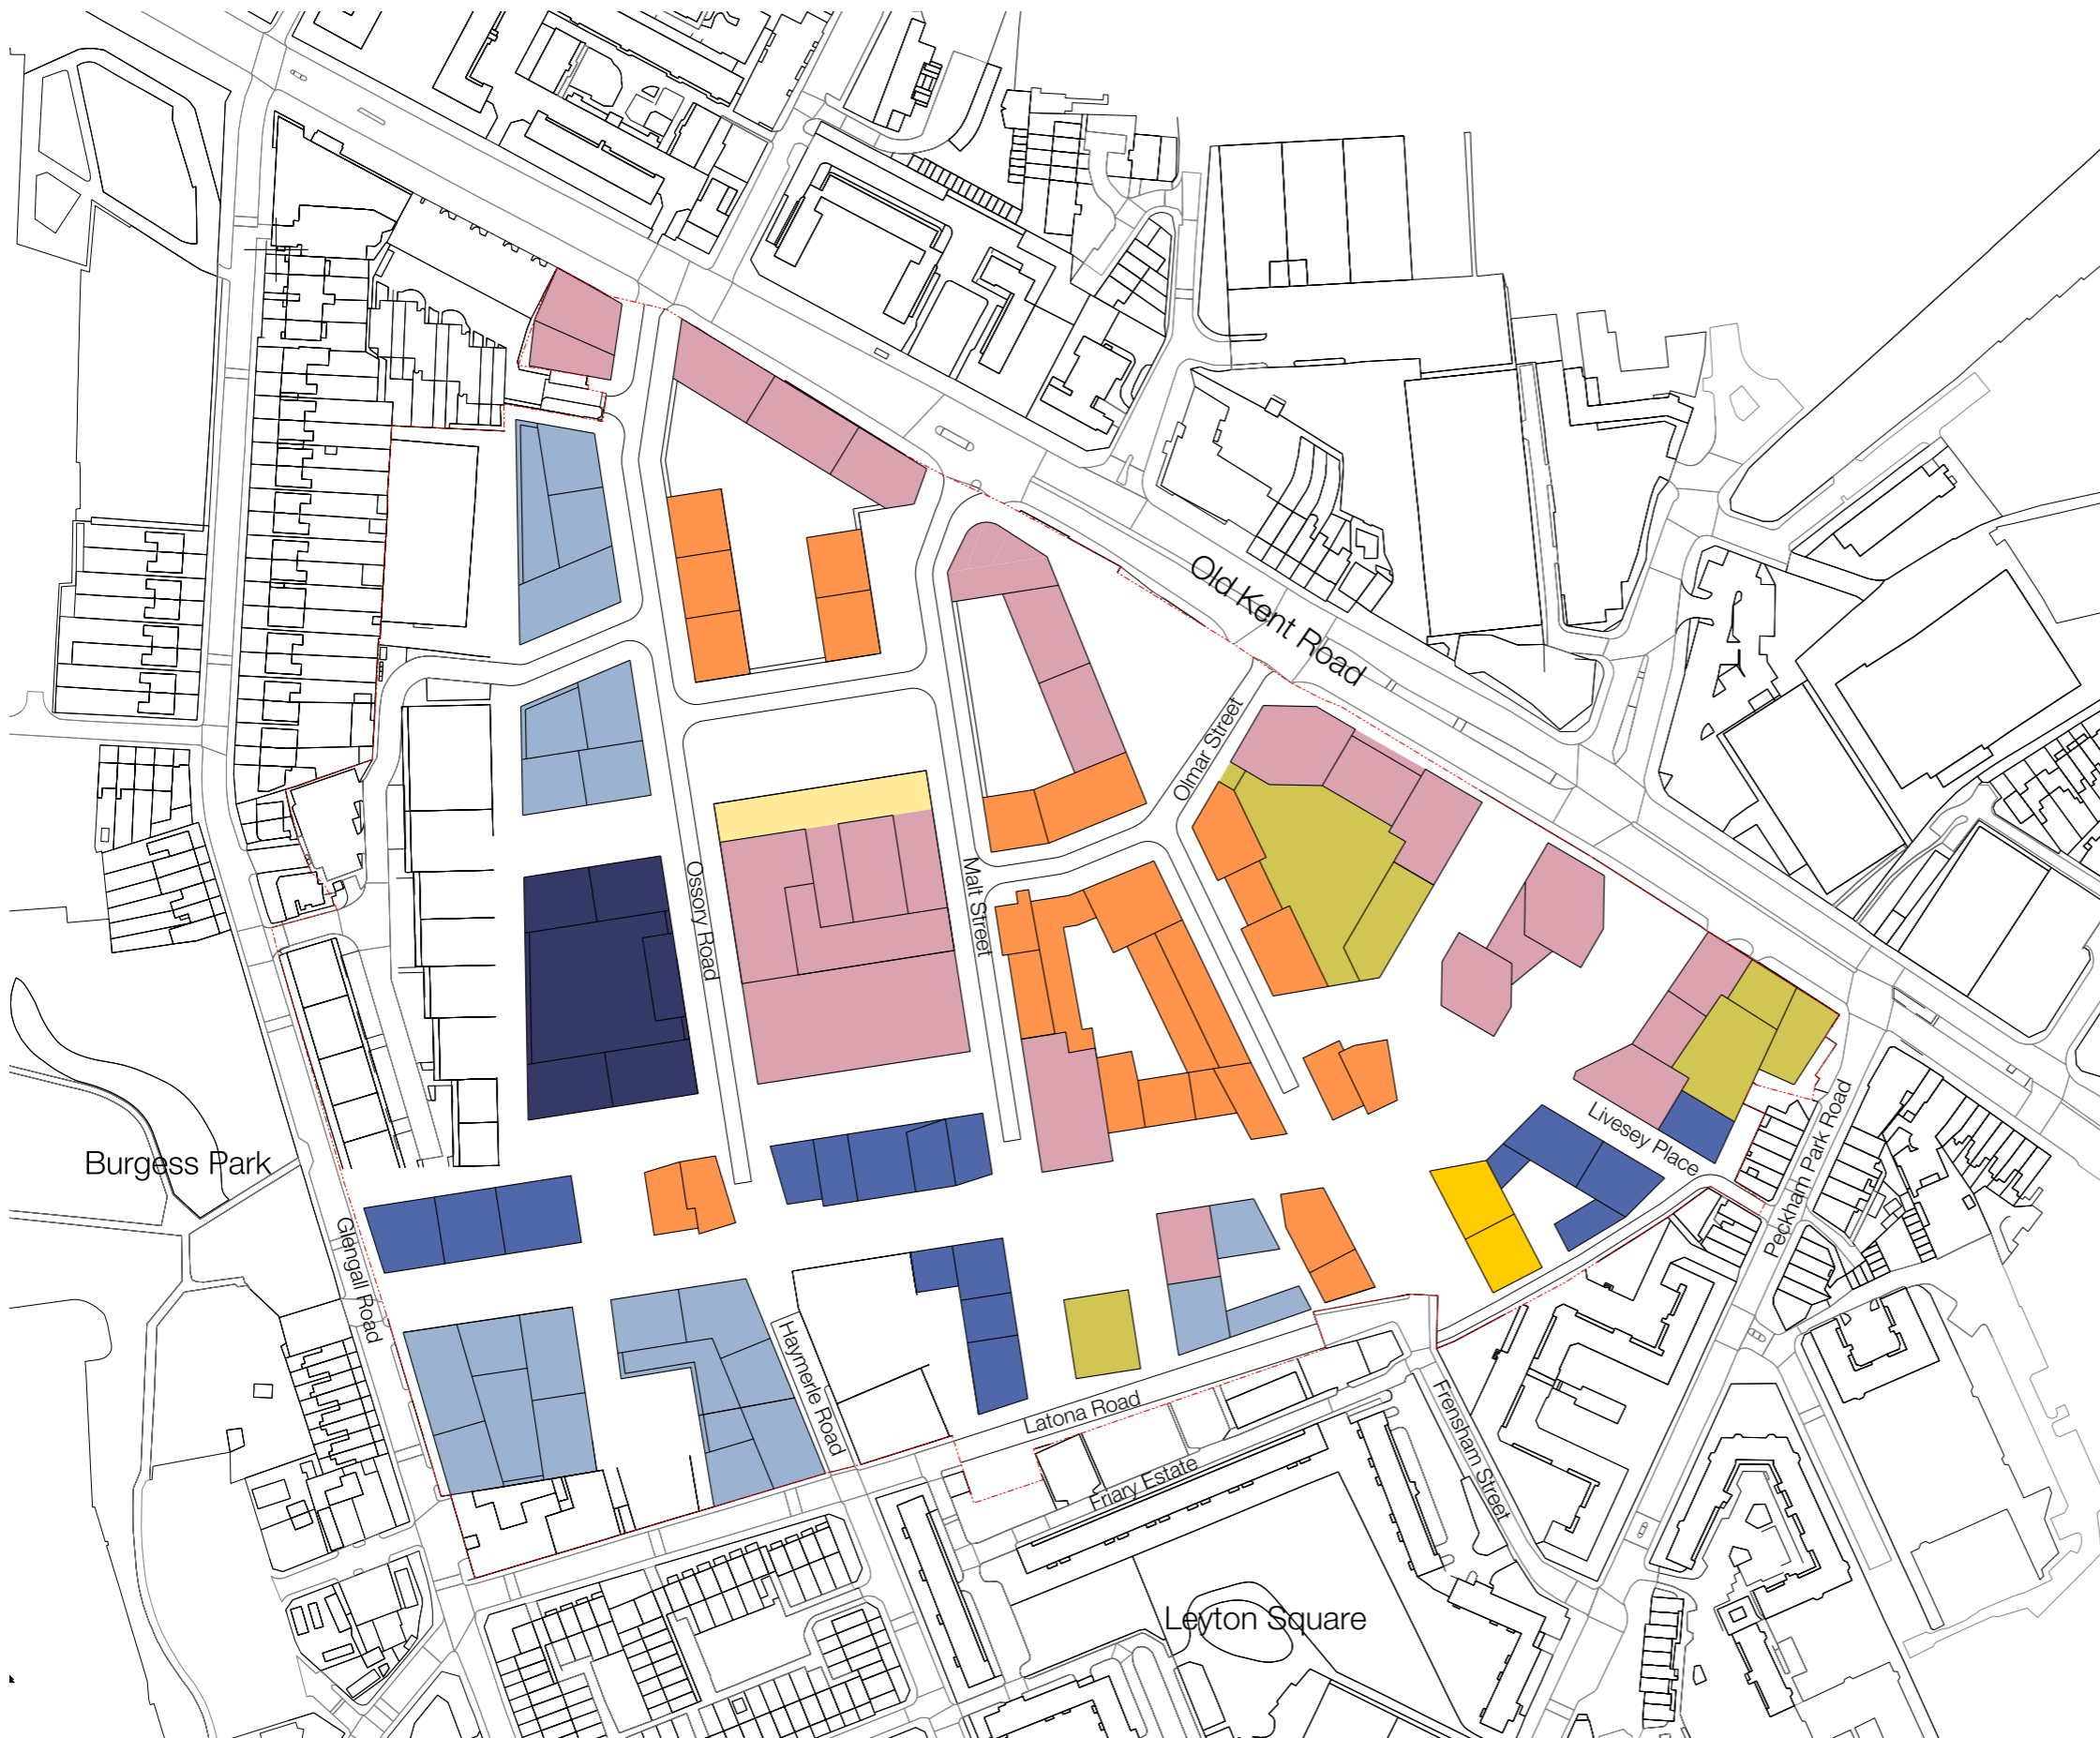 Old Kent Road
Olmar Street
Malt Street
Ossory Road
Livesey Place
Peckham Park Road
Burgess Park
Glengall Road
Haymerle Road
Latona Road
Friary Estate
Frensham Street
Leyton Square